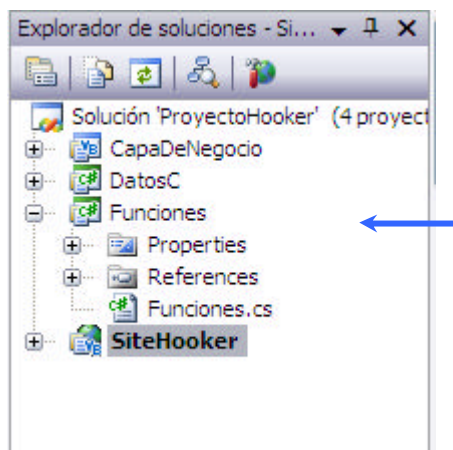 Explorador de soluciones - Si...
Solución 'ProyectoHooker' (4 proyect
CapaDeNegocio
DatosC
Funciones
Properties
References
Funciones.cs
SiteHooker